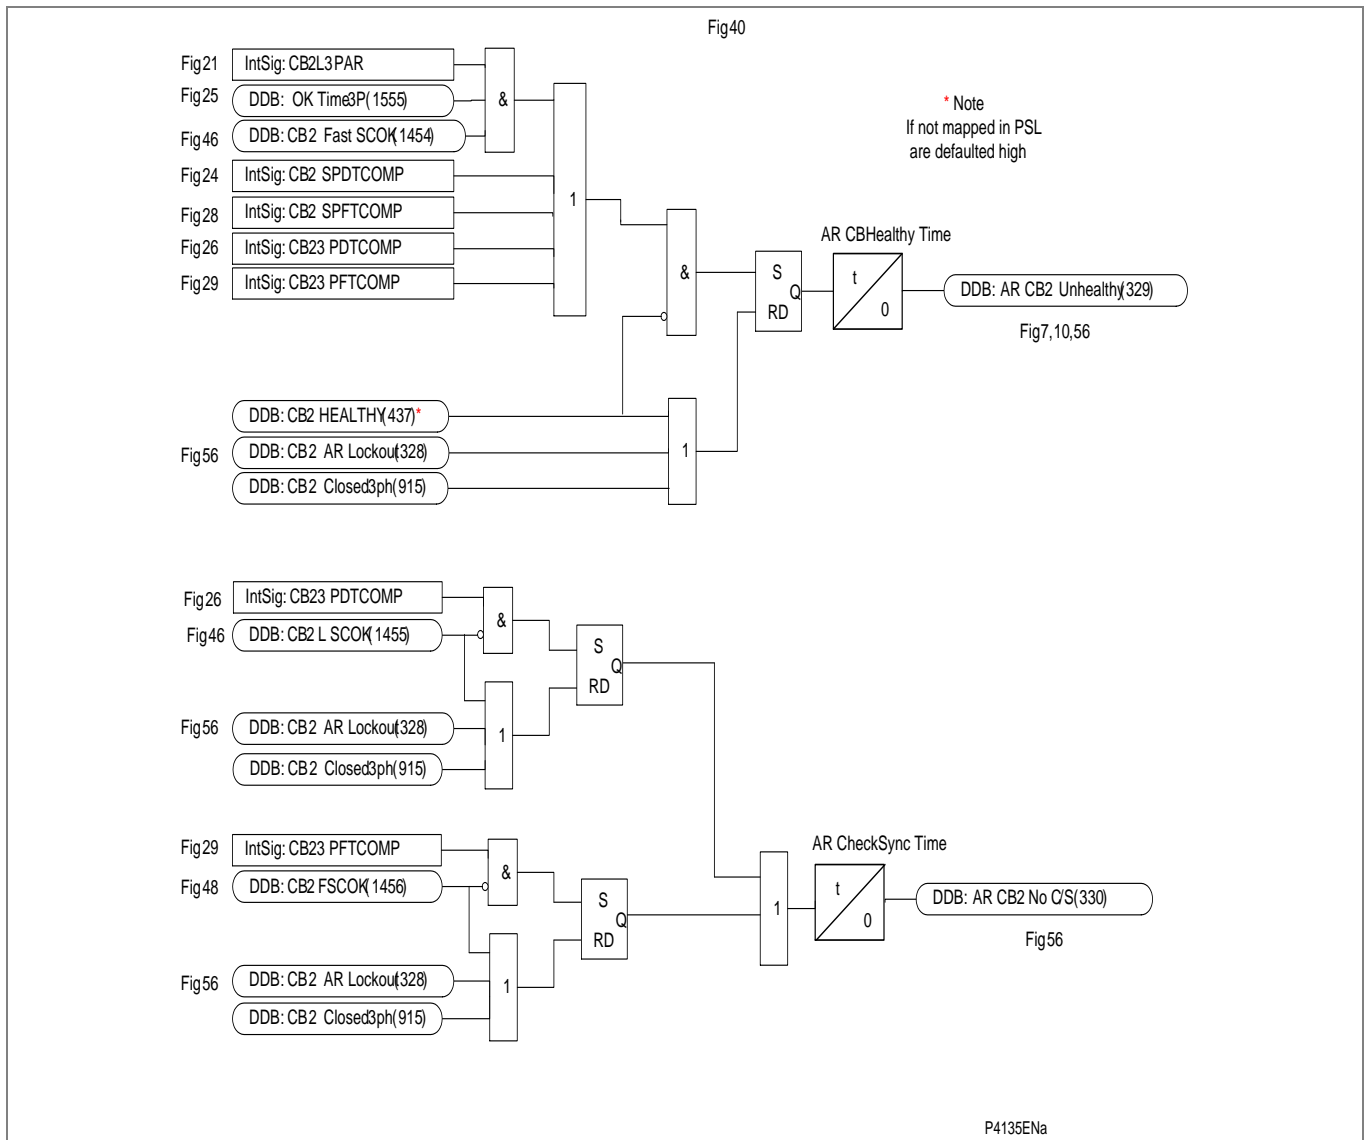 Fig40
Fig21 IntSig: CB2L3PAR
Fig25 DDB: OK Time3P(1555)
Fig46 DDB: CB2 Fast SCOK(1454)
&
Fig24 IntSig: CB2 SPDTCOMP
Fig28 IntSig: CB2 SPFTCOMP
Fig26 IntSig: CB23 PDTCOMP
Fig29 IntSig: CB23 PFTCOMP
1
* Note
If not mapped in PSL
are defaulted high
&
S
Q
RD
AR CBHealthy Time
t
0
DDB: AR CB2 Unhealthy(329)
Fig7,10,56
DDB: CB2 HEALTHY(437)*
Fig56 DDB: CB2 AR Lockout(328)
DDB: CB2 Closed3ph(915)
1
Fig26 IntSig: CB23 PDTCOMP
Fig46 DDB: CB2 L SCOK(1455)
&
S
Q
RD
Fig56 DDB: CB2 AR Lockout(328)
DDB: CB2 Closed3ph(915)
1
Fig29 IntSig: CB23 PFTCOMP
Fig48 DDB: CB2 FSCOK(1456)
&
S
Q
RD
Fig56 DDB: CB2 AR Lockout(328)
DDB: CB2 Closed3ph(915)
1
1
AR CheckSync Time
t
0
DDB: AR CB2 No C/S(330)
Fig56
P4135ENa